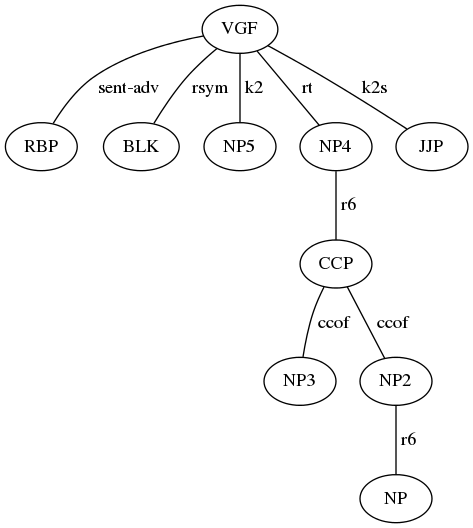 VGF
sent-adv rsym k2 rt k2s
RBP BLK NP5 NP4 JJP
r6
CCP
ccof ccof
NP3 NP2
r6
NP